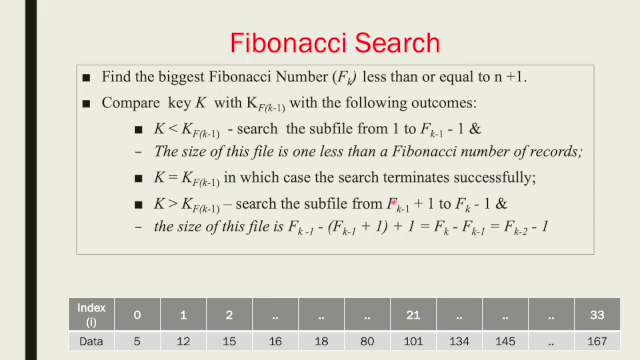 Fibonacci Search
■ Find the biggest Fibonacci Number (Fk) less than or equal to n +1.
■ Compare key K with KF(k-1) with the following outcomes:
■ K < KF(k-1) - search the subfile from 1 to Fk-1 - 1 &
– The size of this file is one less than a Fibonacci number of records;
■ K = KF(k-1) in which case the search terminates successfully;
■ K > KF(k-1) – search the subfile from Fk-1 + 1 to Fk - 1 &
– the size of this file is Fk -1 - (Fk-1 + 1) + 1 = Fk - Fk-1 = Fk-2 - 1
Index (i) 0 1 2 .. .. .. 21 .. .. .. 33
Data 5 12 15 16 18 80 101 134 145 .. 167